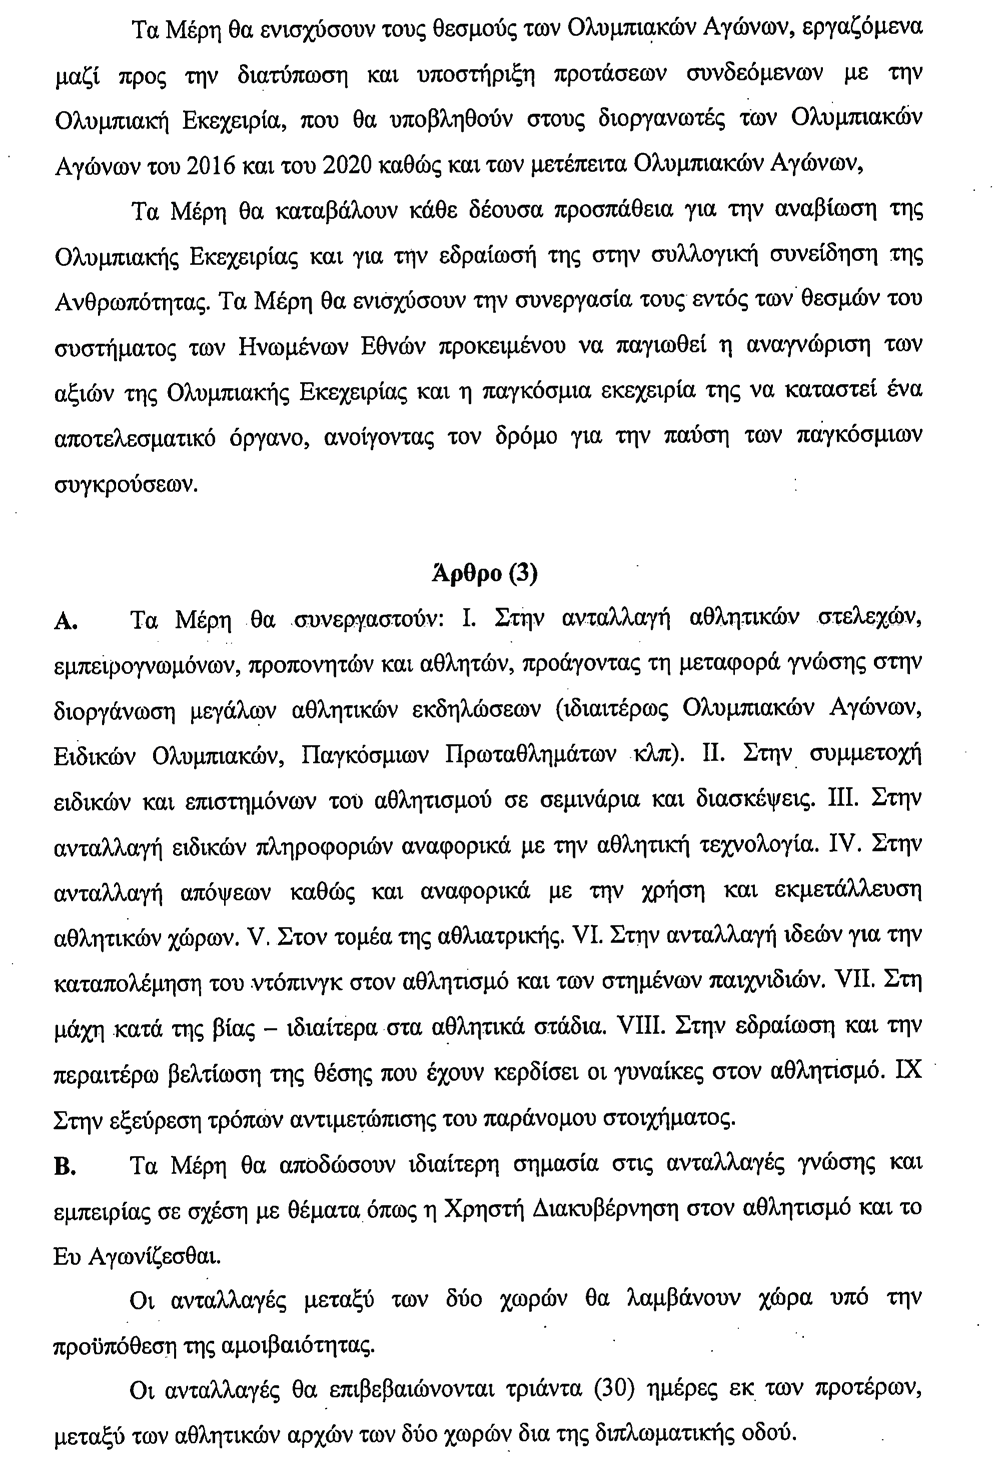 Τα Μέρη θα ενισχύσουν τους θεσμούς των Ολυμπιακών Αγώνων, εργαζόμενα
μαζί προς την διατύπωση και υποστήριξη προτάσεων συνδεόμενων με την
Ολυμπιακή Εκεχειρία, που θα υποβληθούν στους διοργανωτές των Ολυμπιακών
Αγώνων του 2016 και του 2020 καθώς και των μετέπειτα Ολυμπιακών Αγώνων,
Τα Μέρη θα καταβάλουν κάθε δέουσα προσπάθεια για την αναβίωση της
Ολυμπιακής Εκεχειρίας και για την εδραίωσή της στην συλλογική συνείδηση της
Ανθρωπότητας. Τα Μέρη θα ενισχύσουν την συνεργασία τους εντός των θεσμών του
συστήματος των Ηνωμένων Εθνών προκειμένου να παγιωθεί η αναγνώριση των
αξιών της Ολυμπιακής Εκεχειρίας και η παγκόσμια εκεχειρία της να καταστεί ένα
αποτελεσματικό όργανο, ανοίγοντας τον δρόμο για την παύση των παγκόσμιων
συγκρούσεων.
Άρθρο (3)
Α. Τα Μέρη θα συνεργαστούν: Ι. Στην ανταλλαγή αθλητικών στελεχών,
εμπειρογνωμόνων, προπονητών και αθλητών, προάγοντας τη μεταφορά γνώσης στην
διοργάνωση μεγάλων αθλητικών εκδηλώσεων (ιδιαιτέρως Ολυμπιακών Αγώνων,
Ειδικών Ολυμπιακών, Παγκόσμιων Πρωταθλημάτων κλπ). ΙΙ. Στην συμμετοχή
ειδικών και επιστημόνων του αθλητισμού σε σεμινάρια και διασκέψεις. ΙΙΙ. Στην
ανταλλαγή ειδικών πληροφοριών αναφορικά με την αθλητική τεχνολογία. IV. Στην
ανταλλαγή απόψεων καθώς και αναφορικά με την χρήση και εκμετάλλευση
αθλητικών χώρων. V. Στον τομέα της αθλιατρικής. VI. Στην ανταλλαγή ιδεών για την
καταπολέμηση του ντόπινγκ στον αθλητισμό και των στημένων παιχνιδιών. VII. Στη
μάχη κατά της βίας – ιδιαίτερα στα αθλητικά στάδια. VIII. Στην εδραίωση και την
περαιτέρω βελτίωση της θέσης που έχουν κερδίσει οι γυναίκες στον αθλητισμό. IX
Στην εξεύρεση τρόπων αντιμετώπισης του παράνομου στοιχήματος.
Β. Τα Μέρη θα αποδώσουν ιδιαίτερη σημασία στις ανταλλαγές γνώσης και
εμπειρίας σε σχέση με θέματα όπως η Χρηστή Διακυβέρνηση στον αθλητισμό και το
Ευ Αγωνίζεσθαι.
Οι ανταλλαγές μεταξύ των δύο χωρών θα λαμβάνουν χώρα υπό την
προϋπόθεση της αμοιβαιότητας.
Οι ανταλλαγές θα επιβεβαιώνονται τριάντα (30) ημέρες εκ των προτέρων,
μεταξύ των αθλητικών αρχών των δύο χωρών δια της διπλωματικής οδού.